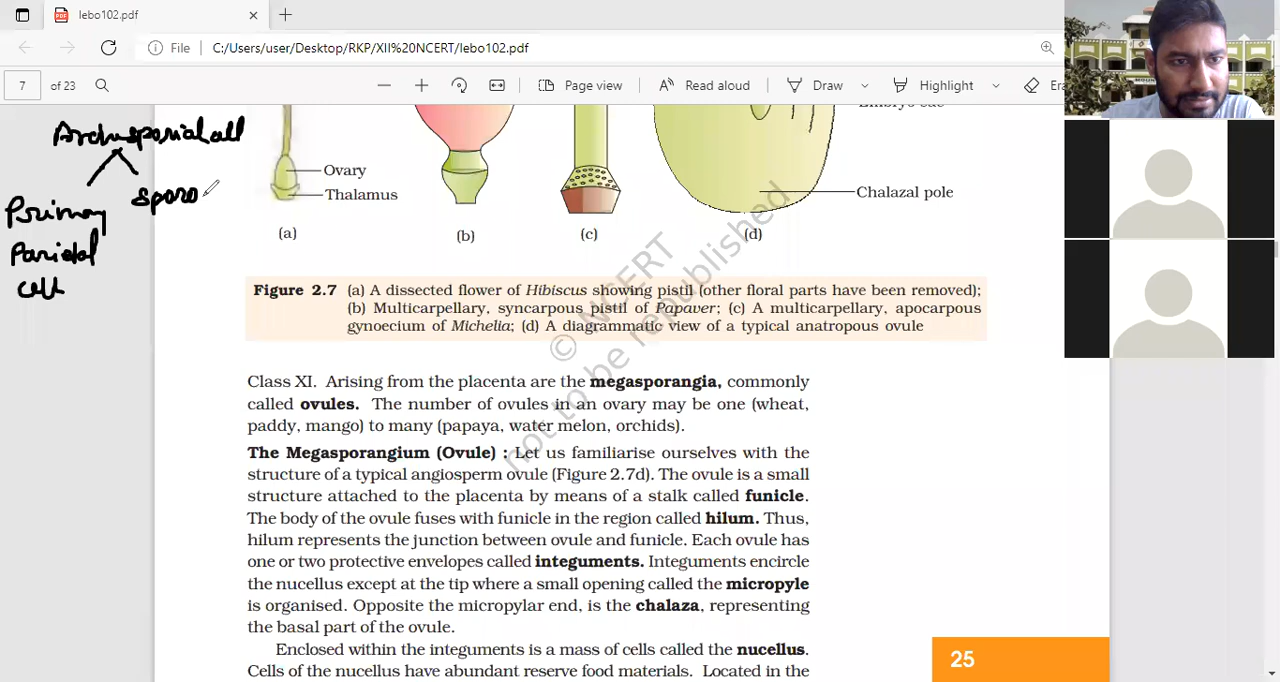 lebo102.pdf
7 of 23
File
C:/Users/user/Desktop/RKP/XII%20NCERT/lebo102.pdf
Page view
Read aloud
Draw
Highlight
Archesporial cell
Primary
Parietal
cell
Sporo
Ovary
Thalamus
Chalazal pole
(a)
(b)
(c)
(d)
Figure 2.7 (a) A dissected flower of Hibiscus showing pistil (other floral parts have been removed);
(b) Multicarpellary, syncarpous pistil of Papaver; (c) A multicarpellary, apocarpous
gynoecium of Michelia; (d) A diagrammatic view of a typical anatropous ovule
© NCERT
not to be republished
Class XI. Arising from the placenta are the megasporangia, commonly
called ovules. The number of ovules in an ovary may be one (wheat,
paddy, mango) to many (papaya, water melon, orchids).
The Megasporangium (Ovule) : Let us familiarise ourselves with the
structure of a typical angiosperm ovule (Figure 2.7d). The ovule is a small
structure attached to the placenta by means of a stalk called funicle.
The body of the ovule fuses with funicle in the region called hilum. Thus,
hilum represents the junction between ovule and funicle. Each ovule has
one or two protective envelopes called integuments. Integuments encircle
the nucellus except at the tip where a small opening called the micropyle
is organised. Opposite the micropylar end, is the chalaza, representing
the basal part of the ovule.
Enclosed within the integuments is a mass of cells called the nucellus.
Cells of the nucellus have abundant reserve food materials. Located in the
25